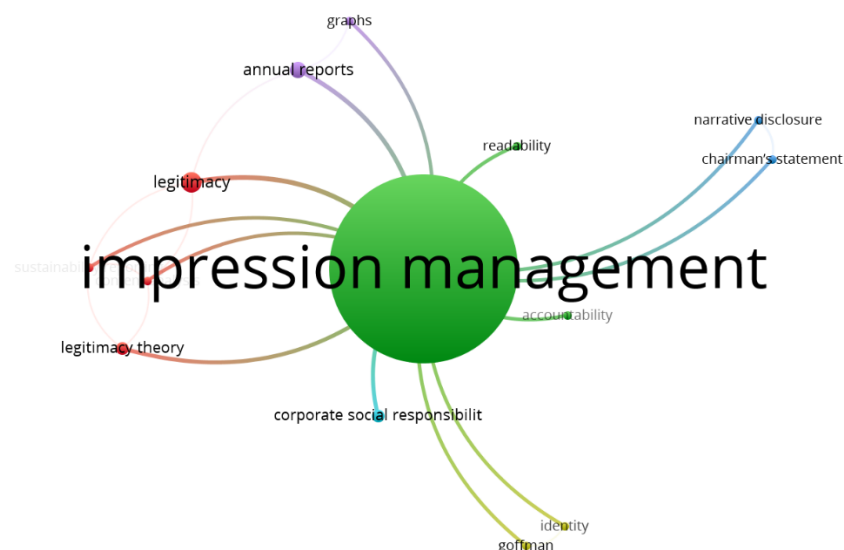 graphs
annual reports
narrative disclosure
readability
chairman's statement
legitimacy
impression management
accountability
legitimacy theory
corporate social responsibilit
identity
goffman